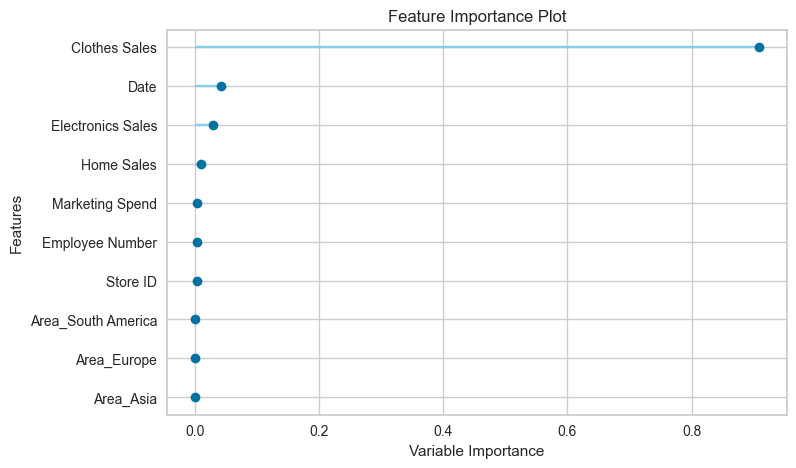 Feature Importance Plot
Clothes Sales
Date
Electronics Sales
Home Sales
Marketing Spend
Employee Number
Store ID
Area_South America
Area_Europe
Area_Asia
Features
0.0 0.2 0.4 0.6 0.8
Variable Importance